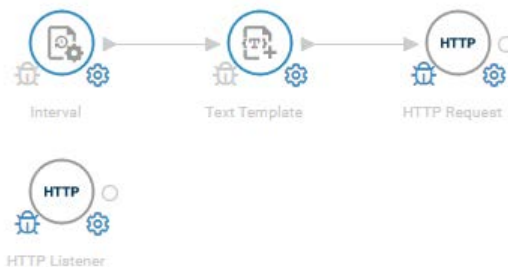 HTTP
Interval
Text Template
HTTP Request
HTTP
HTTP Listener